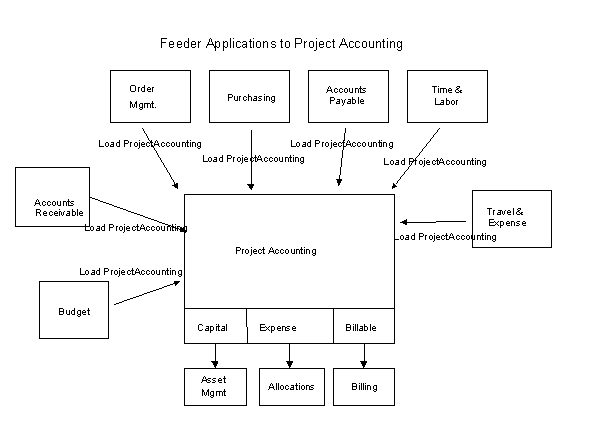 Feeder Applications to Project Accounting
Order
Mgmt.
Purchasing
Accounts
Payable
Time &
Labor
Load ProjectAccounting
Load ProjectAccounting
Load ProjectAccounting
Load ProjectAccounting
Accounts
Receivable
Load ProjectAccounting
Travel &
Expense
Load ProjectAccounting
Project Accounting
Load ProjectAccounting
Budget
Capital
Expense
Billable
Asset
Mgmt
Allocations
Billing